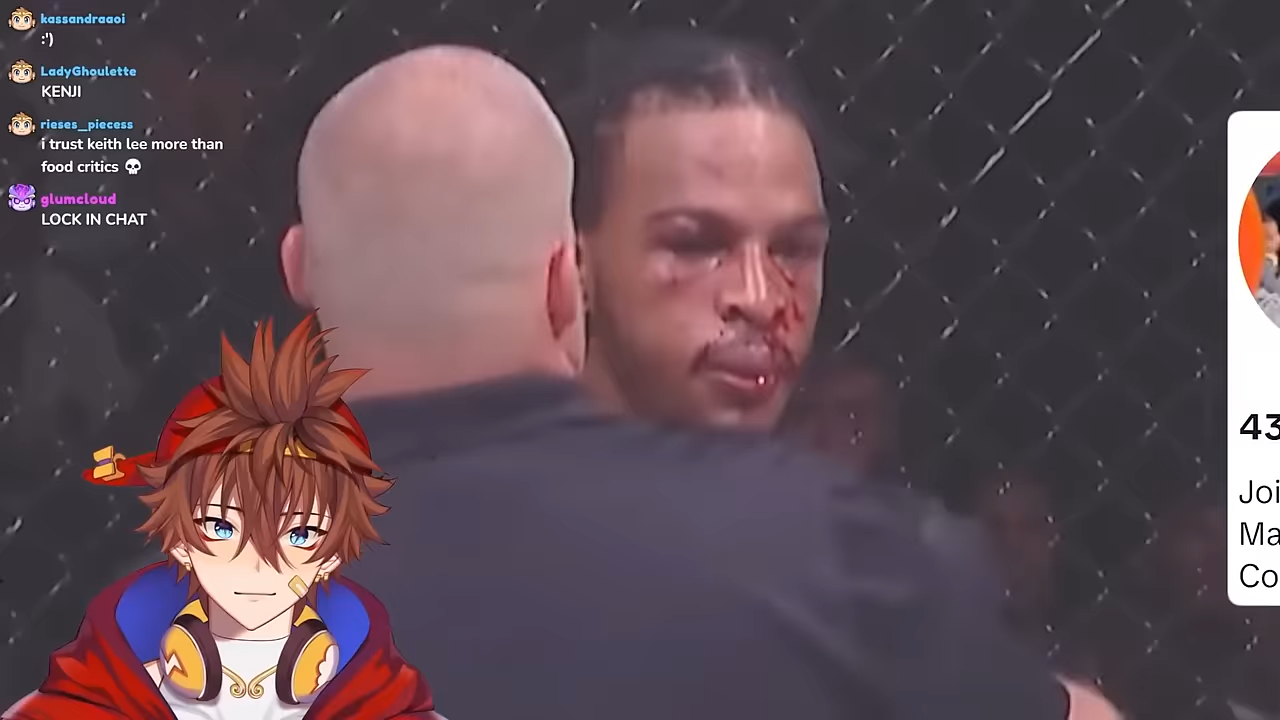 kassandraaoi
:')
LadyGhoulette
KENJI
rieses_piecess
i trust keith lee more than
food critics 💀
glumcloud
LOCK IN CHAT
43
Joi
Ma
Co